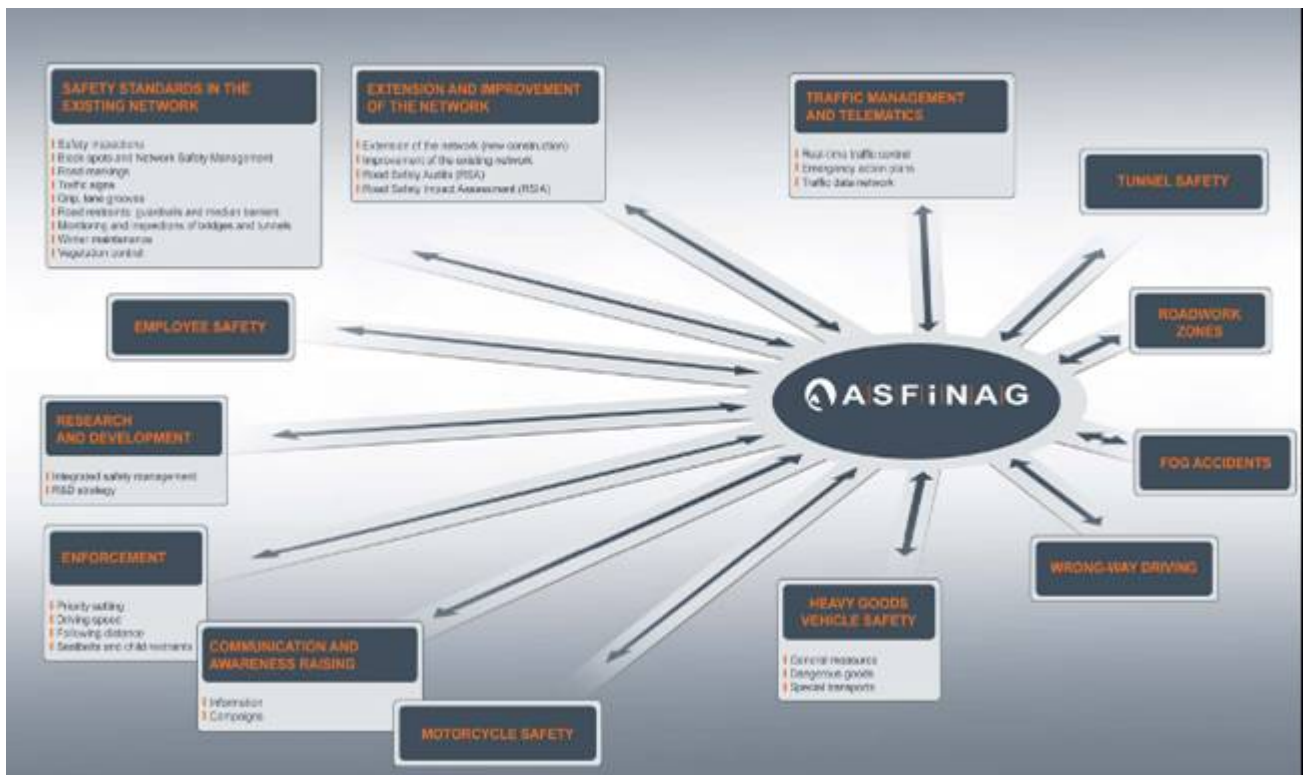 SAFETY STANDARDS IN THE
EXISTING NETWORK
Safety inspections
Black spots and Network Safety Management
Road markings
Traffic signs
Grip, lane grooves
Road restraints: guardrails and median barriers
Monitoring and inspections of bridges and tunnels
Winter maintenance
Vegetation control
EXTENSION AND IMPROVEMENT
OF THE NETWORK
Extension of the network (new construction)
Improvement of the existing network
Road Safety Audits (RSA)
Road Safety Impact Assessment (RSIA)
TRAFFIC MANAGEMENT
AND TELEMATICS
Real-time traffic control
Emergency action plans
Traffic data network
TUNNEL SAFETY
EMPLOYEE SAFETY
ROADWORK
ZONES
ASFiNAG
RESEARCH
AND DEVELOPMENT
Integrated safety management
R&D strategy
FOG ACCIDENTS
ENFORCEMENT
Priority setting
Driving speed
Following distance
Seatbelts and child restraints
WRONG-WAY DRIVING
COMMUNICATION AND
AWARENESS RAISING
Information
Campaigns
HEAVY GOODS
VEHICLE SAFETY
General measures
Dangerous goods
Special transports
MOTORCYCLE SAFETY